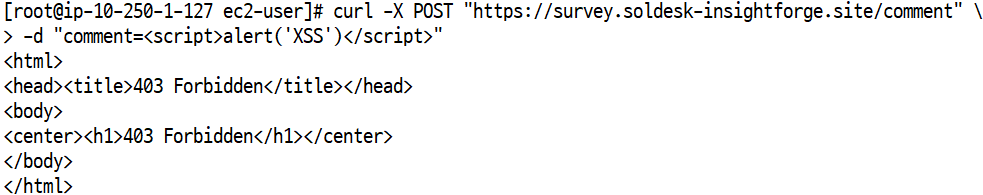 [root@ip-10-250-1-127 ec2-user]# curl -X POST "https://survey.soldesk-insightforge.site/comment" \
> -d "comment=<script>alert('XSS')</script>"
<html>
<head><title>403 Forbidden</title></head>
<body>
<center><h1>403 Forbidden</h1></center>
</body>
</html>